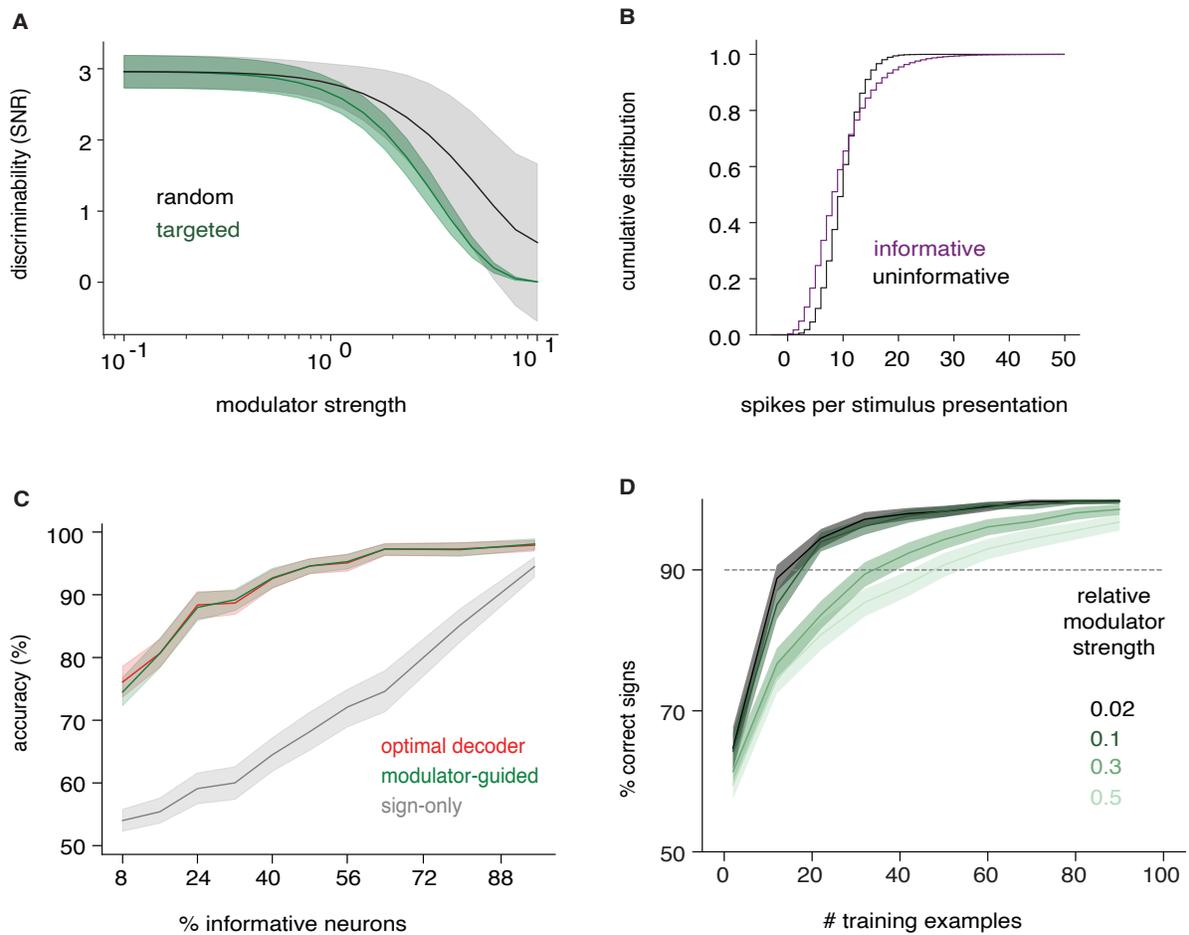 A
discriminability (SNR)
3
2
1
0
random
targeted
10 -1
10 0
10 1
modulator strength
B
cumulative distribution
1.0
0.8
0.6
0.4
0.2
0.0
informative
uninformative
0 10 20 30 40 50
spikes per stimulus presentation
C
accuracy (%)
100
90
80
70
60
50
optimal decoder
modulator-guided
sign-only
8 24 40 56 72 88
% informative neurons
D
% correct signs
90
70
50
relative
modulator
strength
0.02
0.1
0.3
0.5
0 20 40 60 80 100
# training examples